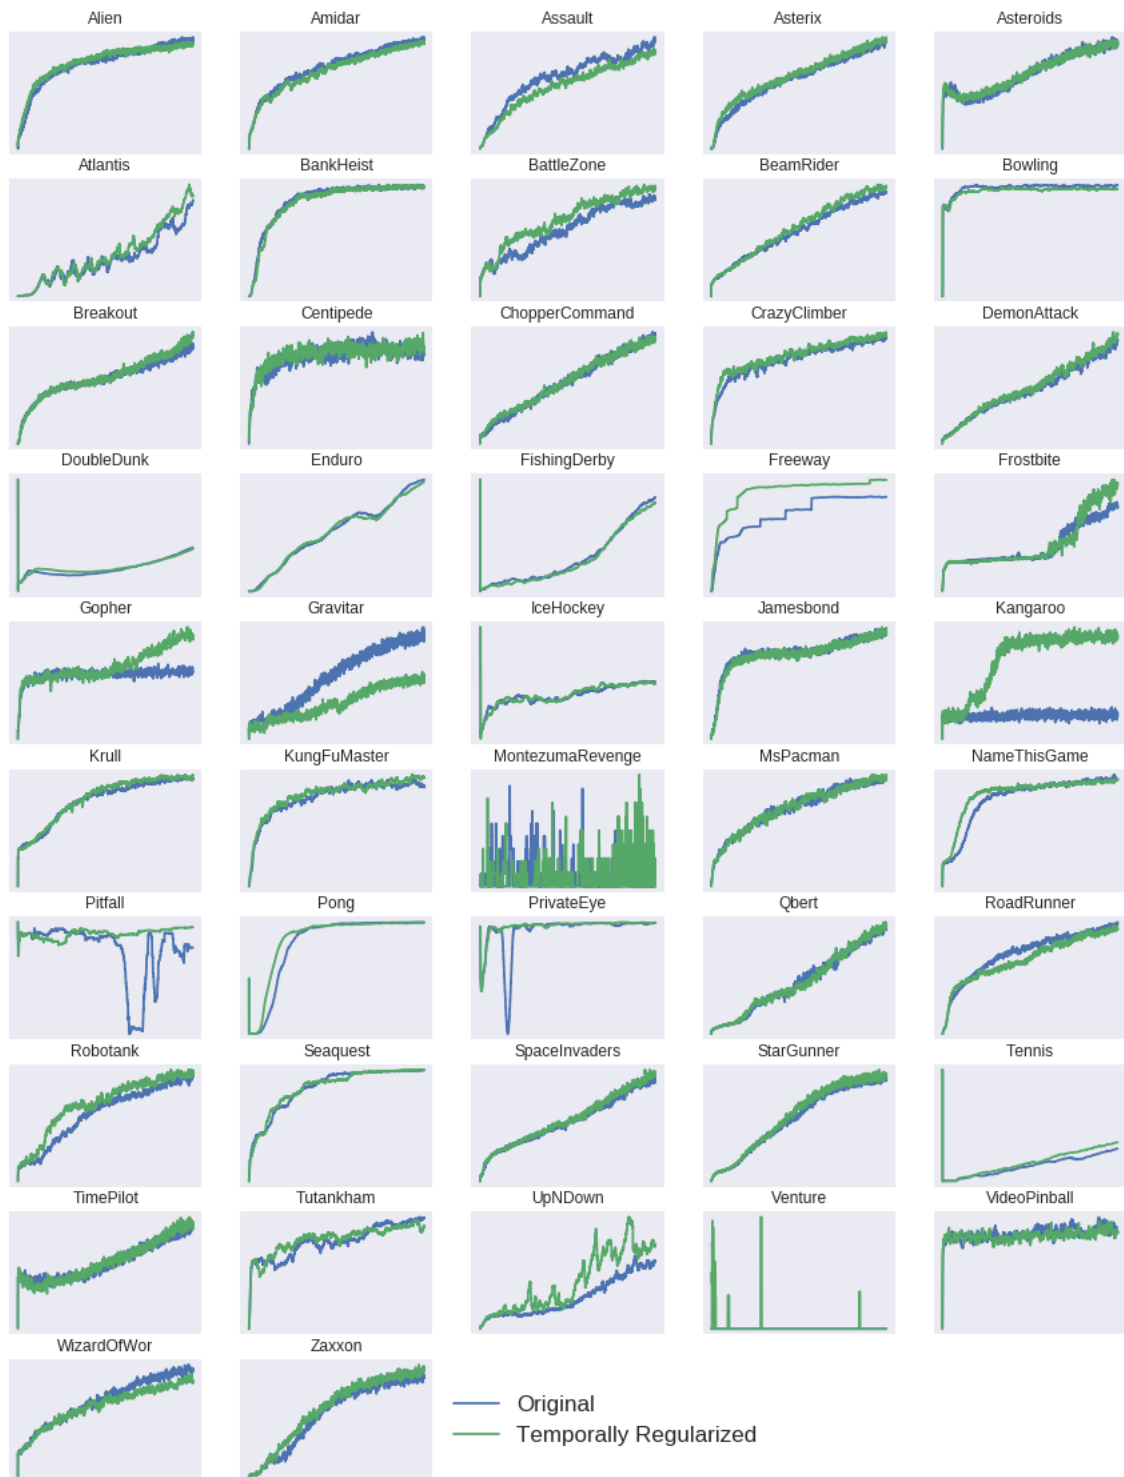 Alien
Amidar
Assault
Asterix
Asteroids
Atlantis
BankHeist
BattleZone
BeamRider
Bowling
Breakout
Centipede
ChopperCommand
CrazyClimber
DemonAttack
DoubleDunk
Enduro
FishingDerby
Freeway
Frostbite
Gopher
Gravitar
IceHockey
Jamesbond
Kangaroo
Krull
KungFuMaster
MontezumaRevenge
MsPacman
NameThisGame
Pitfall
Pong
PrivateEye
Qbert
RoadRunner
Robotank
Seaquest
SpaceInvaders
StarGunner
Tennis
TimePilot
Tutankham
UpNDown
Venture
VideoPinball
WizardOfWor
Zaxxon
Original
Temporally Regularized